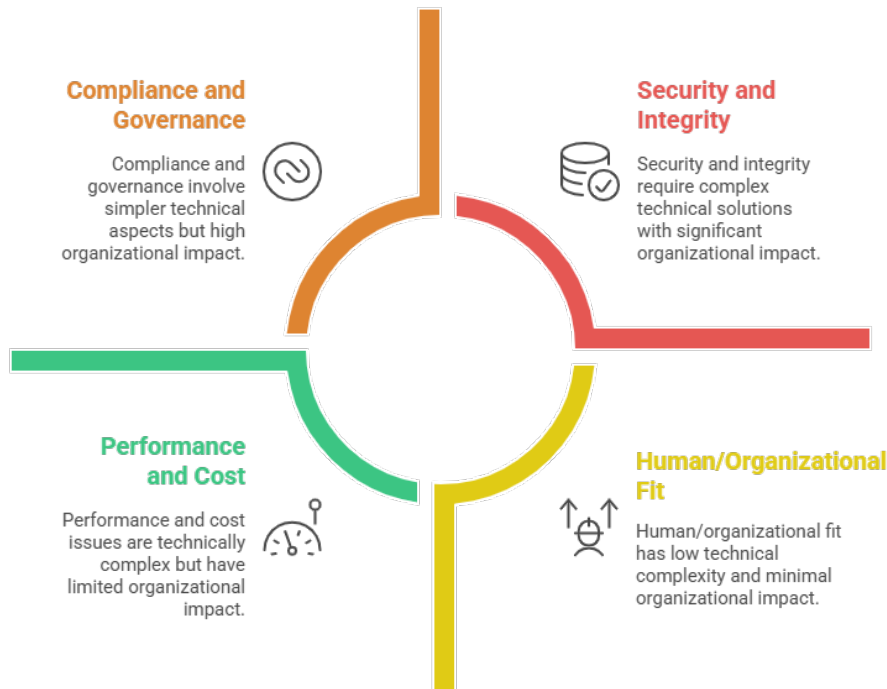 Compliance and
Governance
Compliance and
governance involve
simpler technical
aspects but high
organizational impact.
Security and
Integrity
Security and integrity
require complex
technical solutions
with significant
organizational impact.
Performance
and Cost
Performance and cost
issues are technically
complex but have
limited organizational
impact.
Human/Organizational
Fit
Human/organizational fit
has low technical
complexity and minimal
organizational impact.